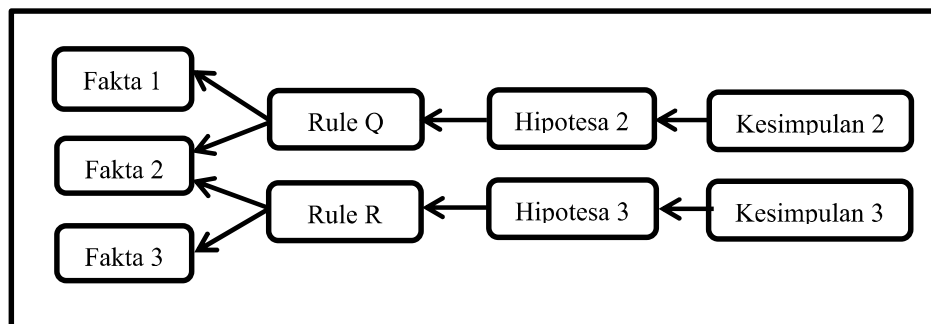 Fakta 1
Fakta 2
Fakta 3
Rule Q
Rule R
Hipotesa 2
Hipotesa 3
Kesimpulan 2
Kesimpulan 3